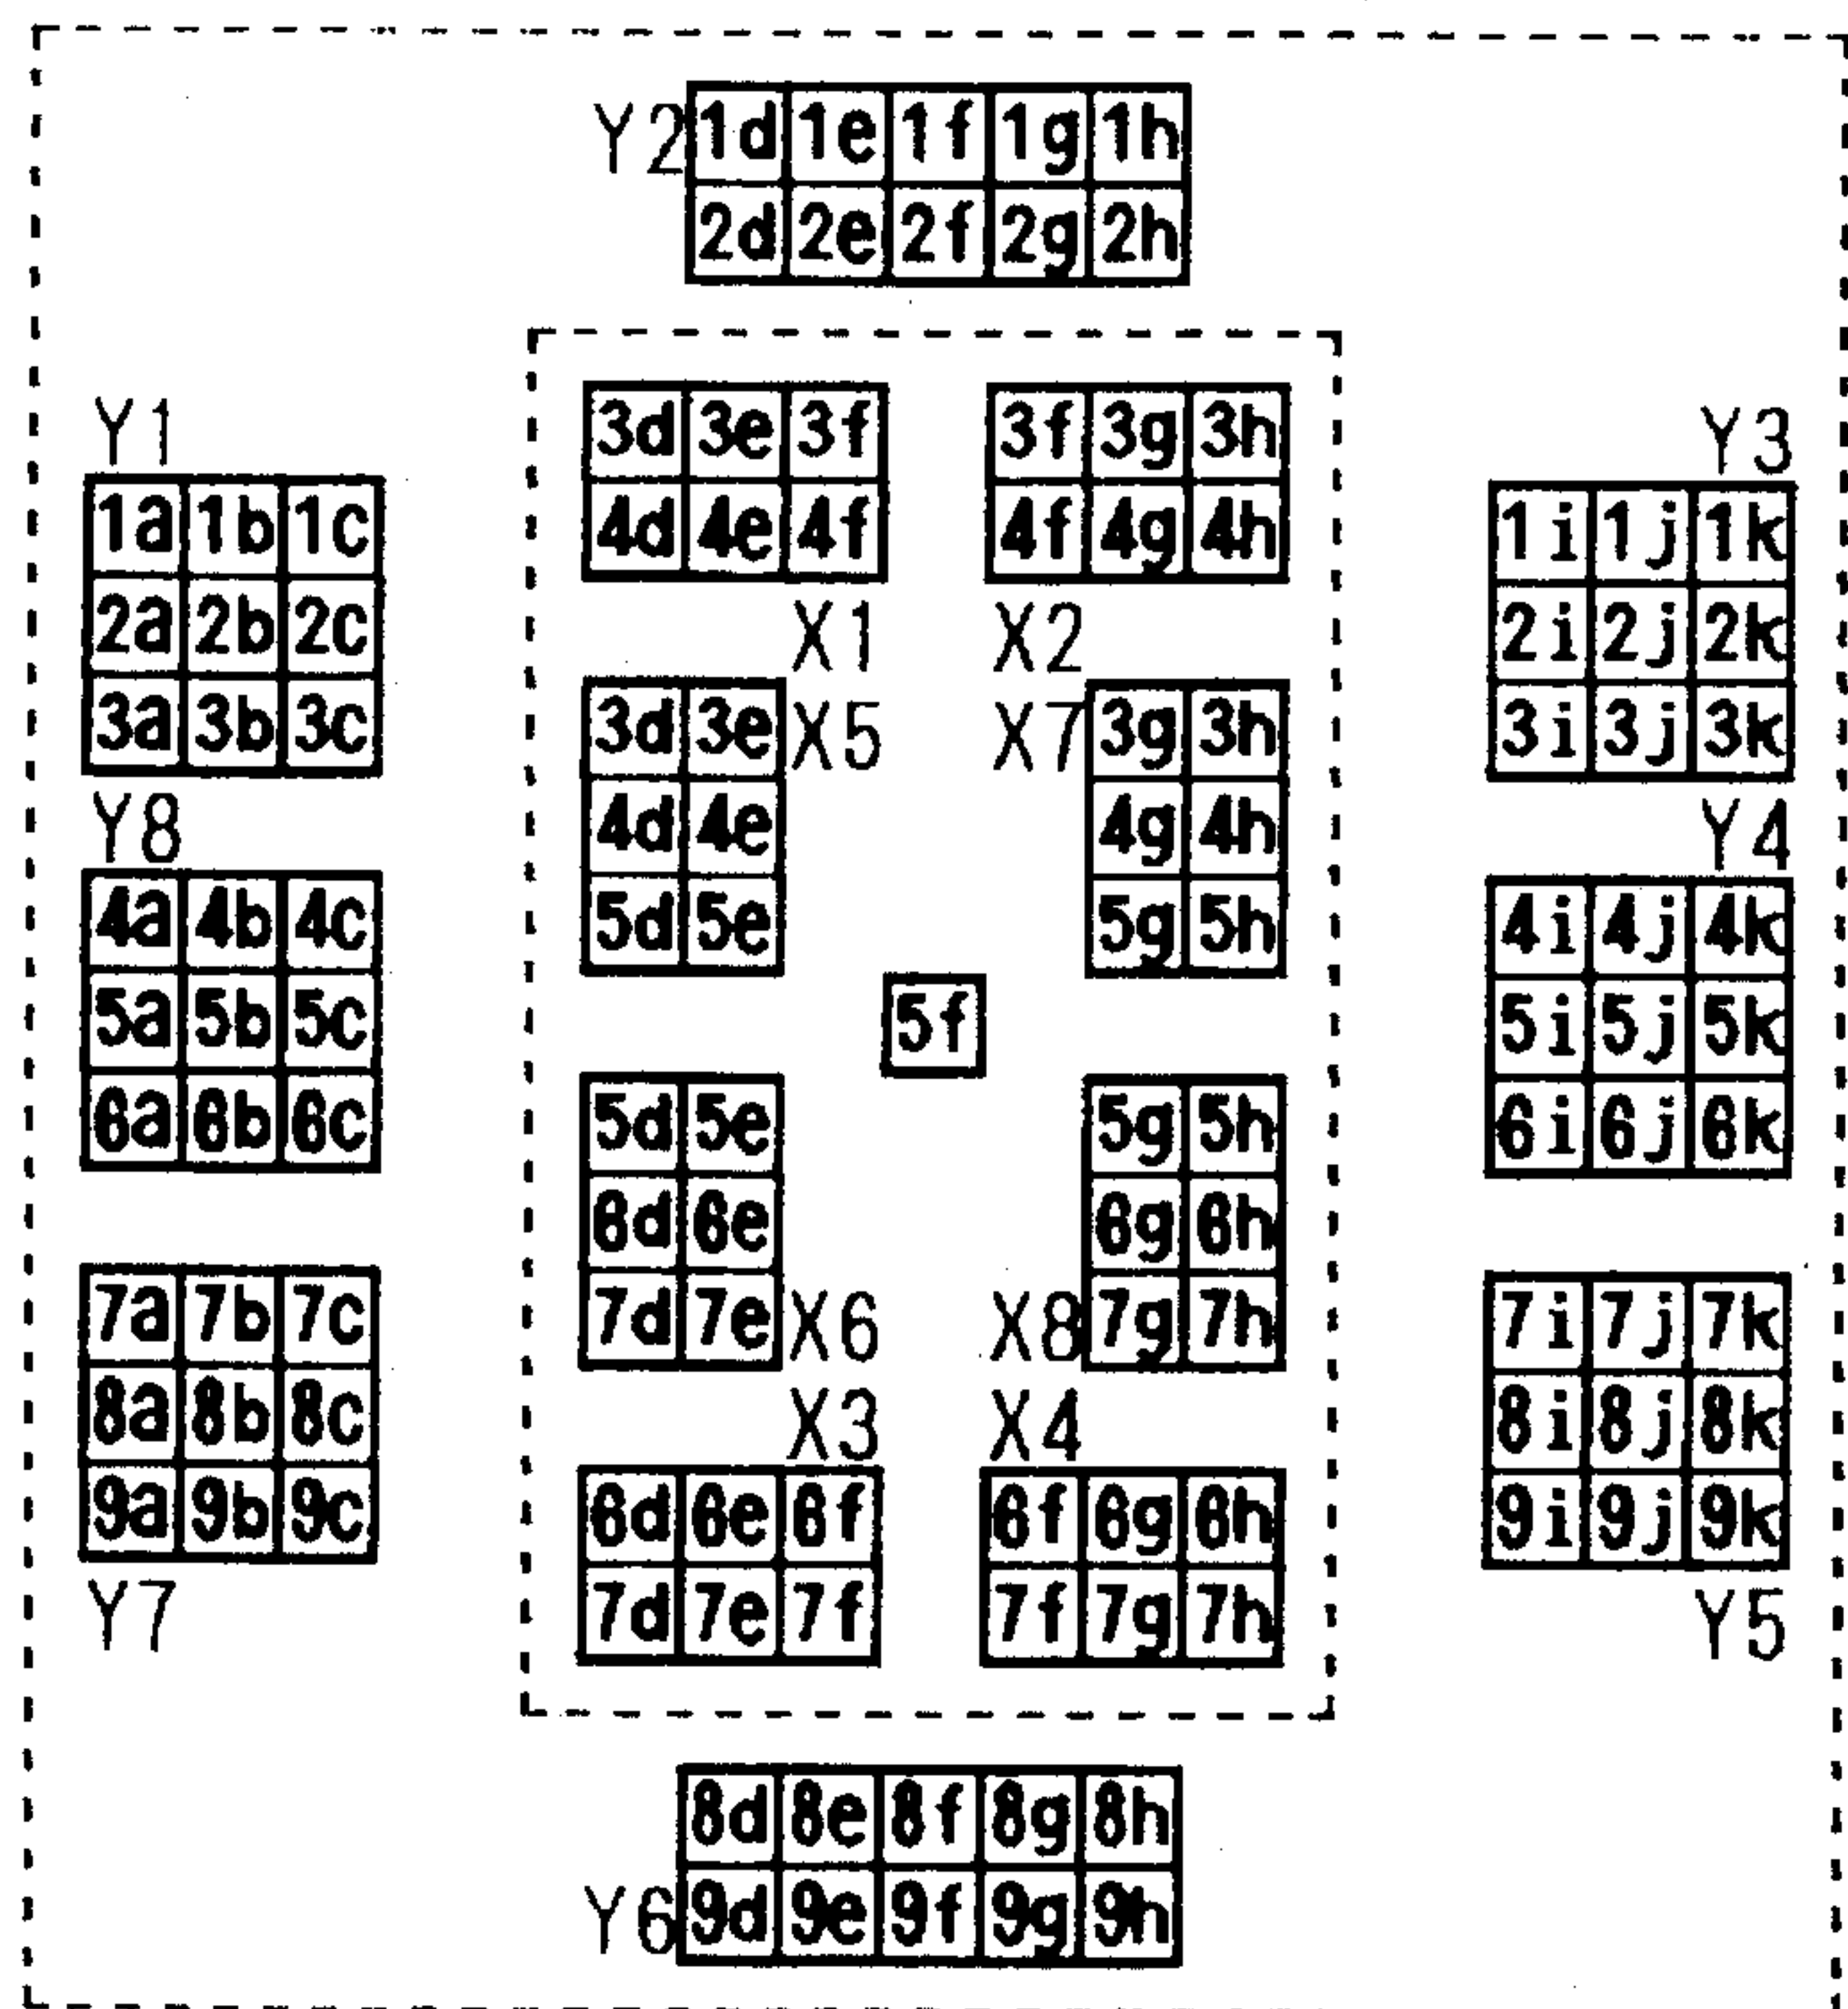 Y2
1d 1e 1f 1g 1h
2d 2e 2f 2g 2h
Y1
1a 1b 1c
2a 2b 2c
3a 3b 3c
Y8
4a 4b 4c
5a 5b 5c
6a 6b 6c
7a 7b 7c
8a 8b 8c
9a 9b 9c
Y7
3d 3e 3f
4d 4e 4f
X1
3f 3g 3h
4f 4g 4h
X2
3d 3e
4d 4e
5d 5e
X5
X7
3g 3h
4g 4h
5g 5h
5f
5d 5e
6d 6e
7d 7e
X6
5g 5h
6g 6h
7g 7h
X8
X3
6d 6e 6f
7d 7e 7f
X4
6f 6g 6h
7f 7g 7h
Y3
1i 1j 1k
2i 2j 2k
3i 3j 3k
Y4
4i 4j 4k
5i 5j 5k
6i 6j 6k
7i 7j 7k
8i 8j 8k
9i 9j 9k
Y5
8d 8e 8f 8g 8h
9d 9e 9f 9g 9h
Y6